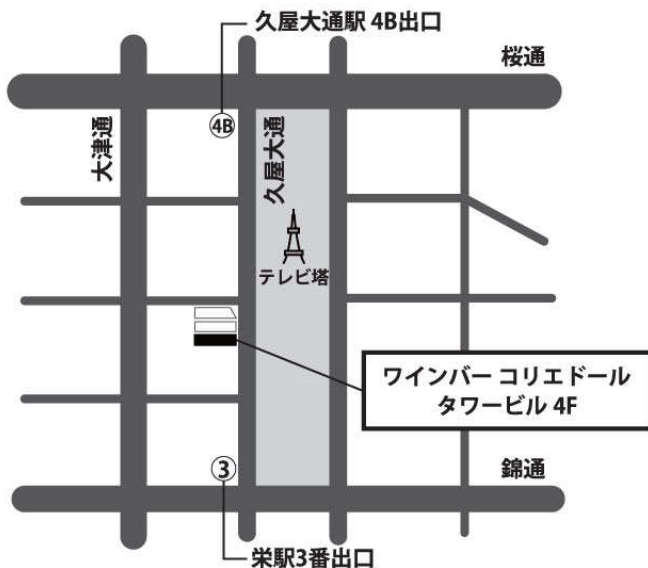 久屋大通駅 4B出口
桜通
4B
大津通
久屋大通
テレビ塔
ワインバー コリエドール
タワービル 4F
3
錦通
栄駅3番出口